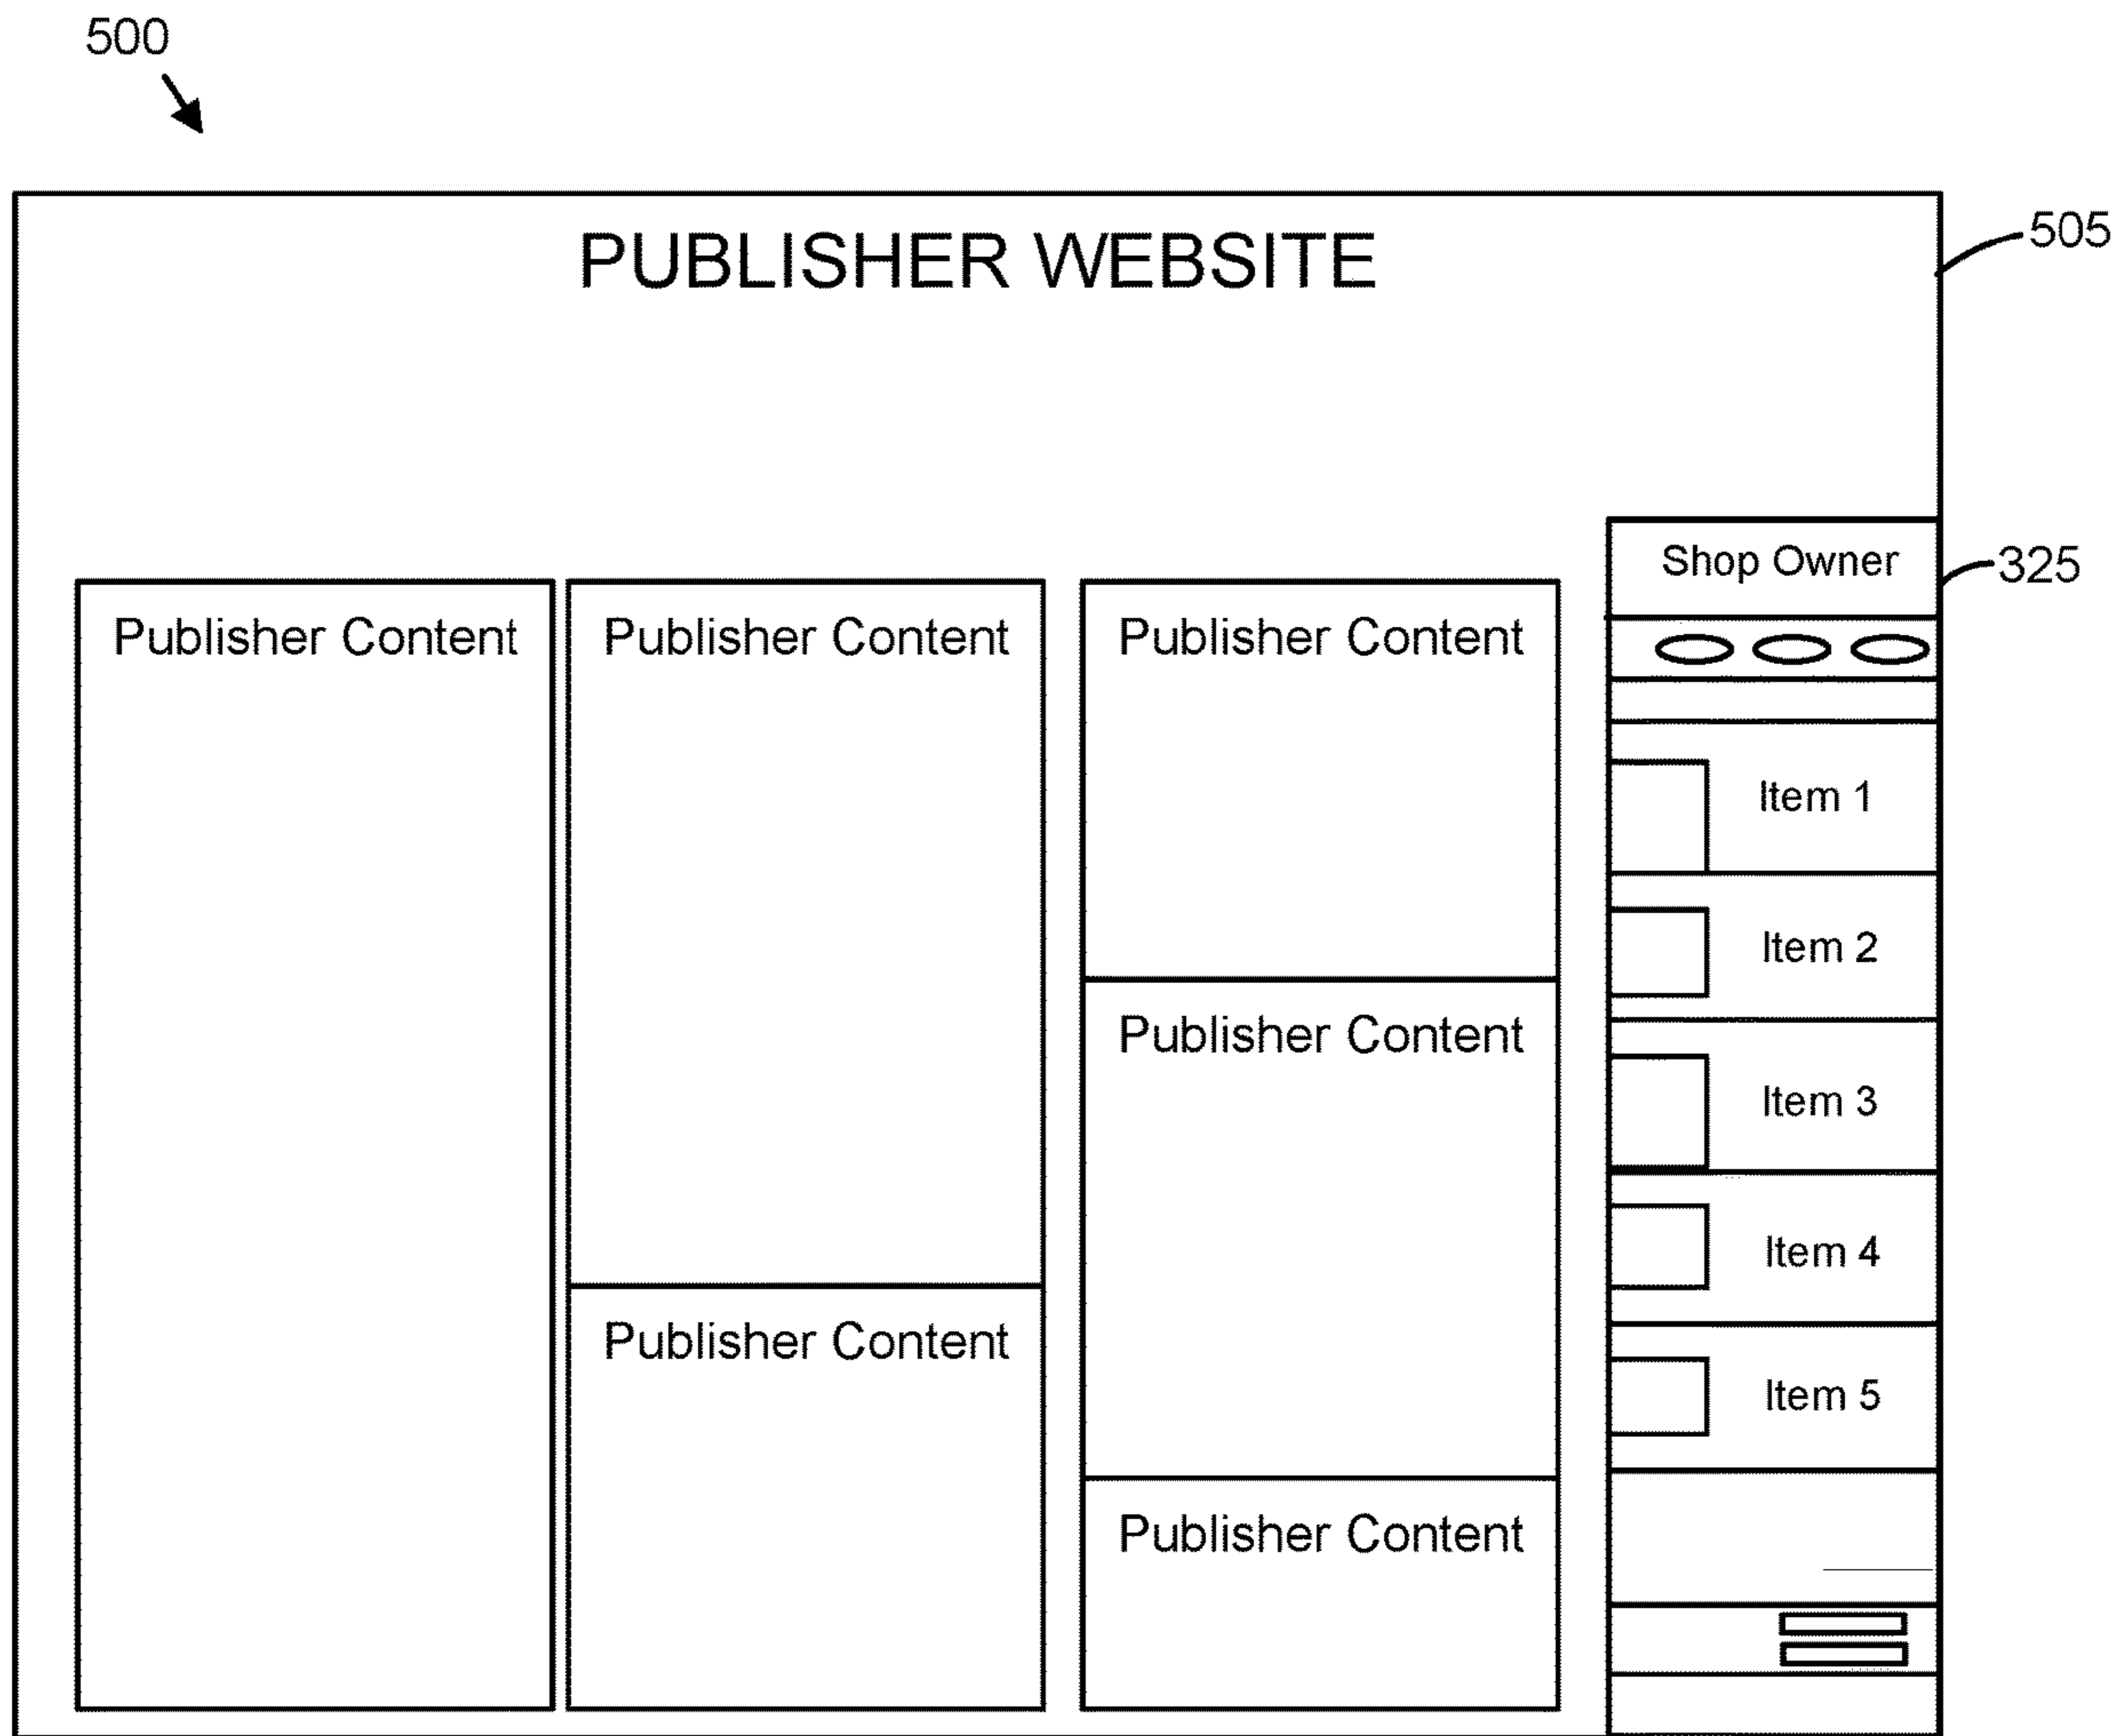 500
PUBLISHER WEBSITE
505
Shop Owner
325
Publisher Content
Publisher Content
Publisher Content
Publisher Content
Publisher Content
Publisher Content
Item 1
Item 2
Item 3
Item 4
Item 5